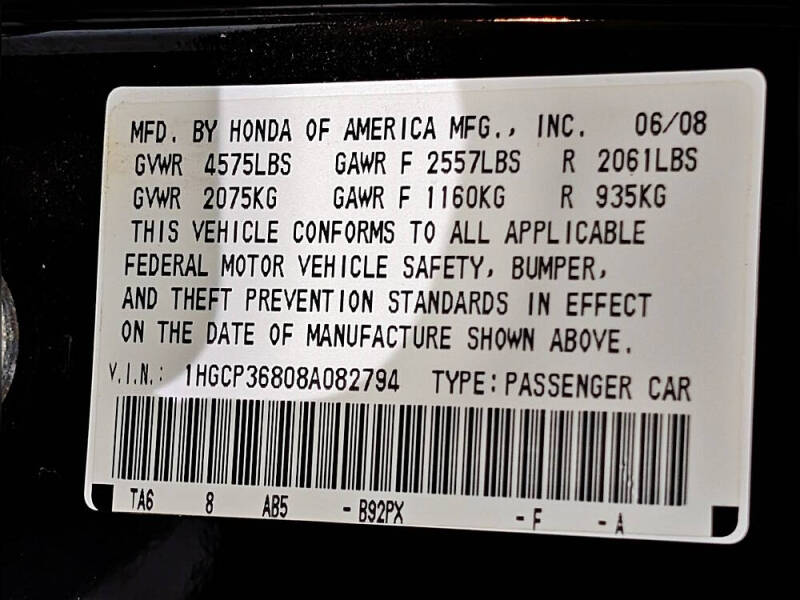 MFD. BY HONDA OF AMERICA MFG., INC. 06/08
GVWR 4575LBS GAWR F 2557LBS R 2061LBS
GVWR 2075KG GAWR F 1160KG R 935KG
THIS VEHICLE CONFORMS TO ALL APPLICABLE
FEDERAL MOTOR VEHICLE SAFETY, BUMPER,
AND THEFT PREVENTION STANDARDS IN EFFECT
ON THE DATE OF MANUFACTURE SHOWN ABOVE.
V.I.N.: 1HGCP36808A082794 TYPE: PASSENGER CAR
TA6 8 AB5 - B92PX - F - A